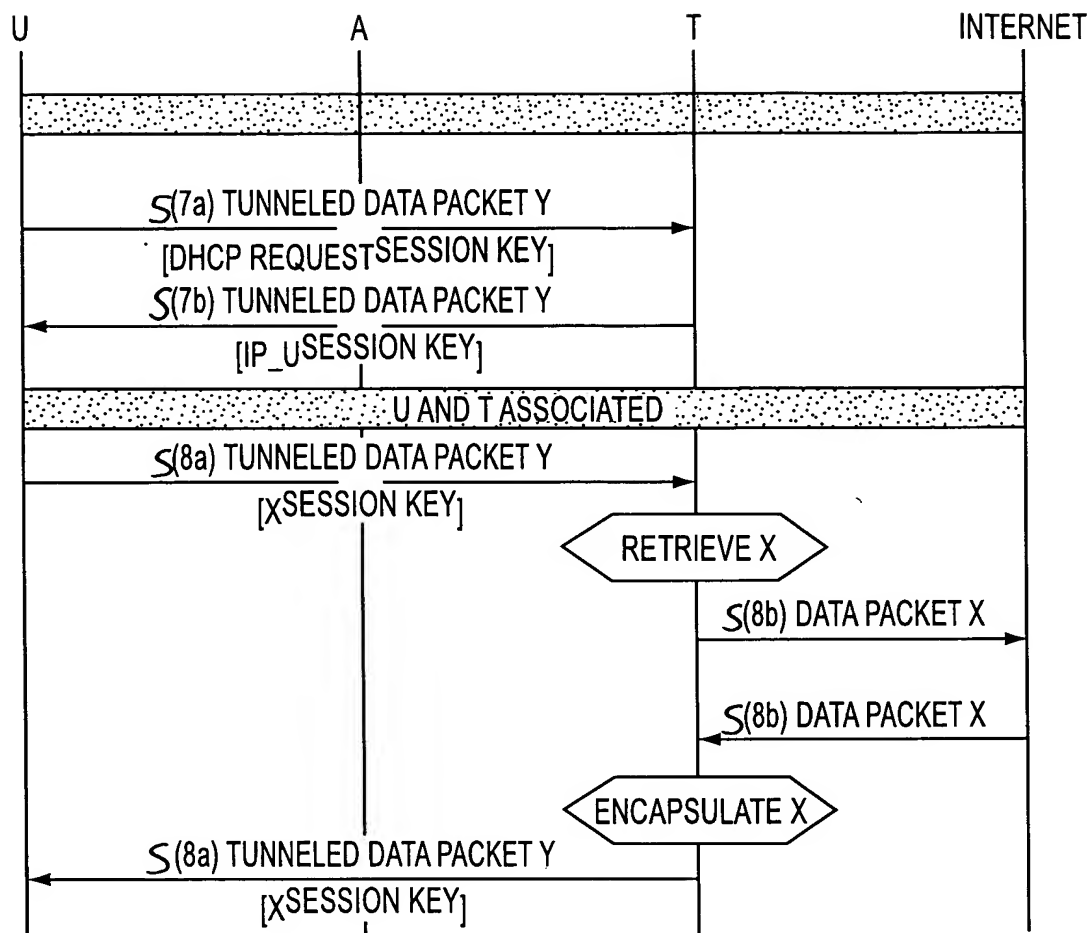 U A T INTERNET
S(7a) TUNNELED DATA PACKET Y
[DHCP REQUEST SESSION KEY]
S(7b) TUNNELED DATA PACKET Y
[IP_U SESSION KEY]
U AND T ASSOCIATED
S(8a) TUNNELED DATA PACKET Y
[X SESSION KEY]
RETRIEVE X
S(8b) DATA PACKET X
S(8b) DATA PACKET X
ENCAPSULATE X
S(8a) TUNNELED DATA PACKET Y
[X SESSION KEY]